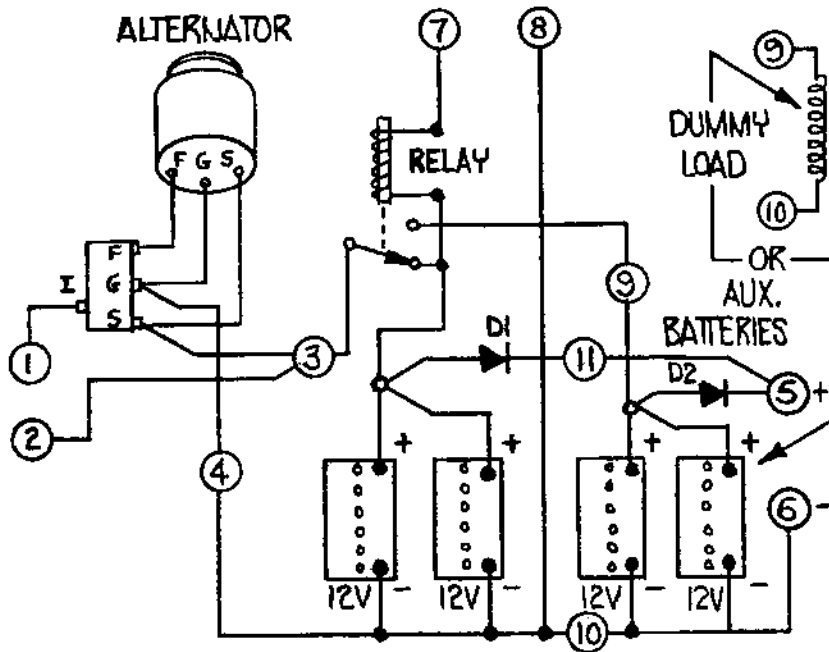 ALTERNATOR
7
8
9
F G S
RELAY
DUMMY
LOAD
10
F
I
G
S
OR
AUX.
BATTERIES
9
1
3
D1
11
D2
5 +
2
4
+
+
+
+
6 -
12V -
12V -
12V -
12V -
10